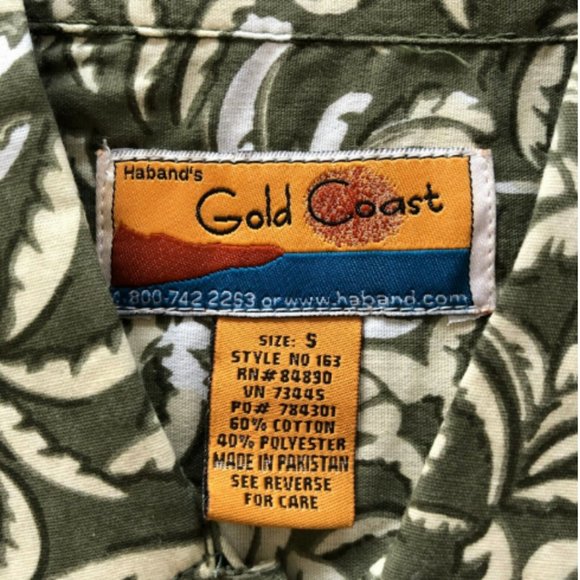 Haband's
Gold Coast
800-742 2263 or www.haband.com
SIZE: S
STYLE NO 163
RN# 84890
VN 73445
PO# 784301
60% COTTON
40% POLYESTER
MADE IN PAKISTAN
SEE REVERSE
FOR CARE